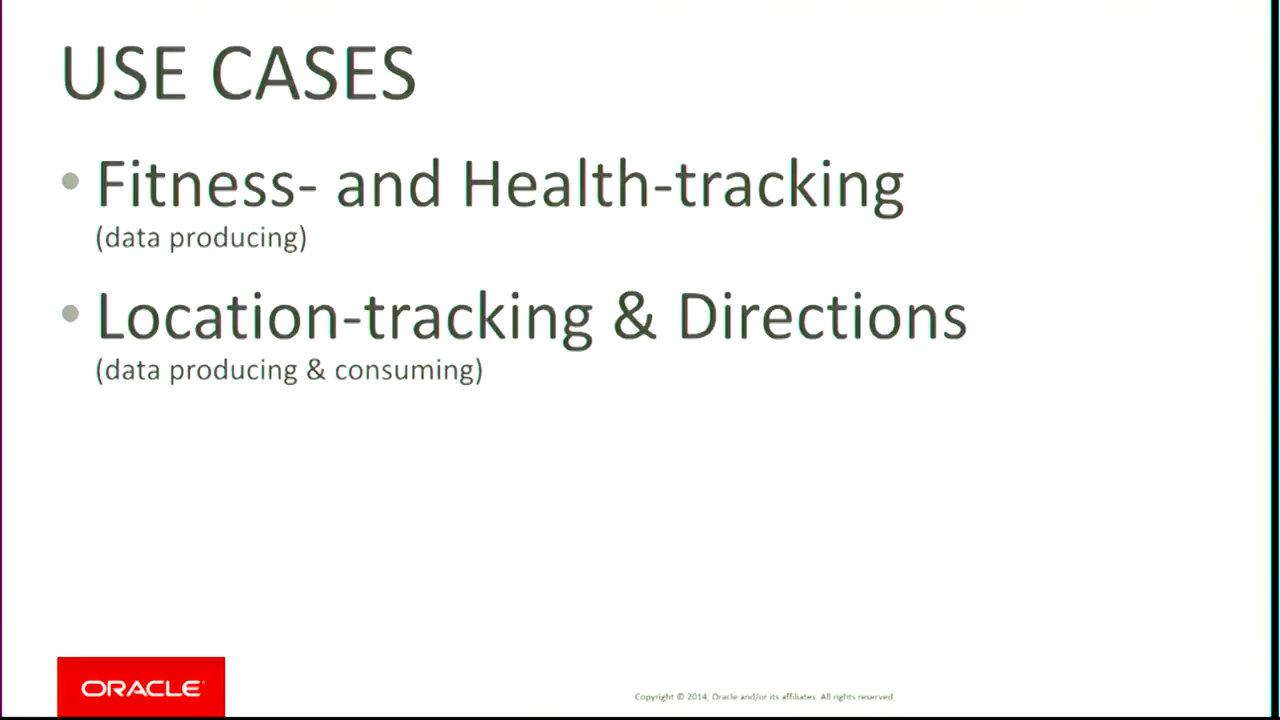 USE CASES
• Fitness- and Health-tracking
(data producing)
• Location-tracking & Directions
(data producing & consuming)
ORACLE
Copyright © 2014, Oracle and/or its affiliates. All rights reserved